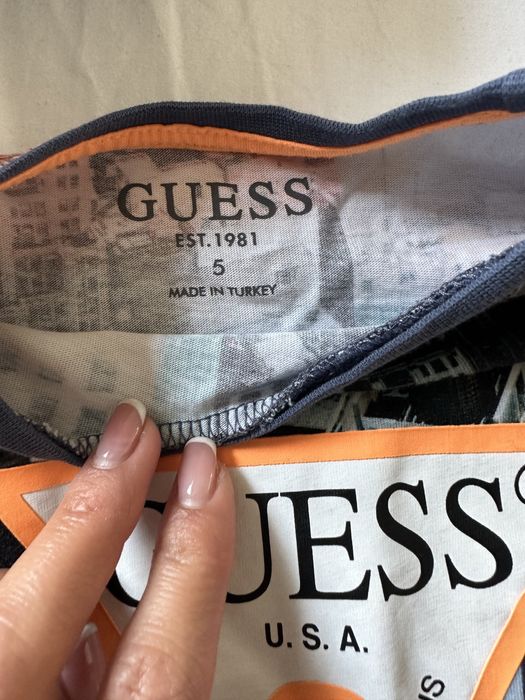 GUESS
EST.1981
5
MADE IN TURKEY
GUESS
U.S.A.